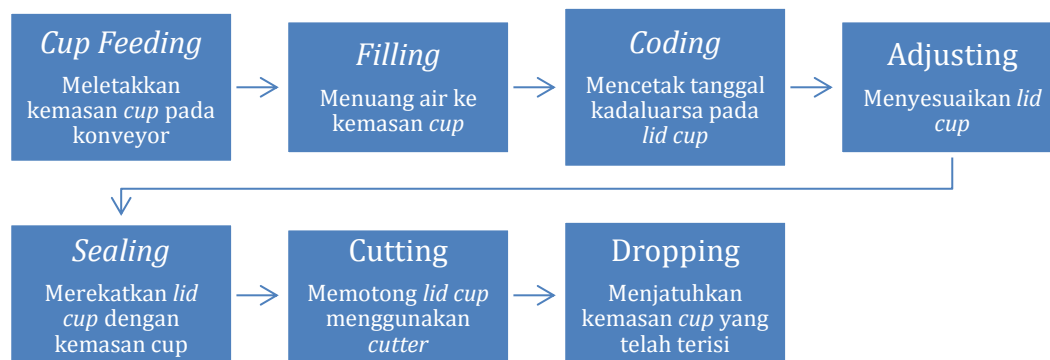 Cup Feeding
Meletakkan
kemasan cup pada
konveyor
Filling
Menuang air ke
kemasan cup
Coding
Mencetak tanggal
kadaluarsa pada
lid cup
Adjusting
Menyesuaikan lid
cup
Sealing
Merekatkan lid
cup dengan
kemasan cup
Cutting
Memotong lid cup
menggunakan
cutter
Dropping
Menjatuhkan
kemasan cup yang
telah terisi